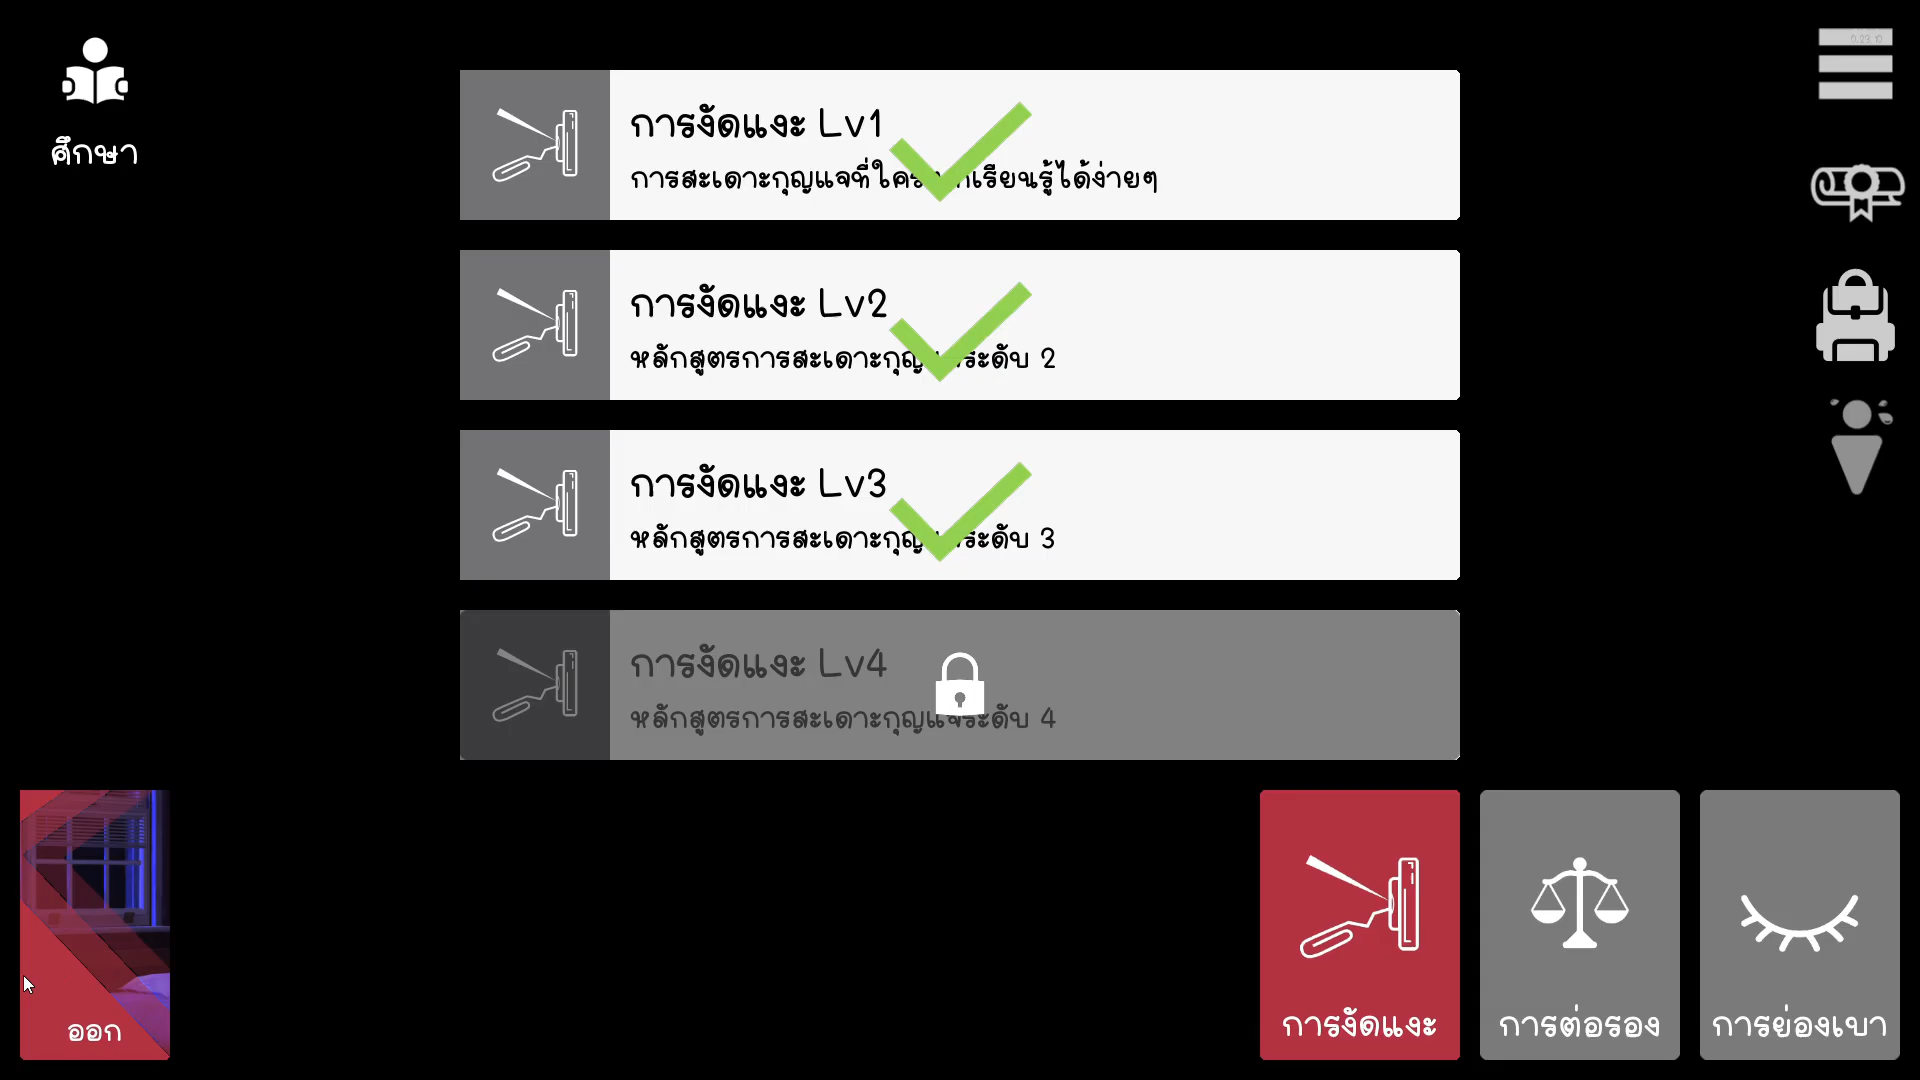 ศึกษา
0.23.10
การงัดแงะ Lv1
การสะเดาะกุญแจที่ใคร เรียนรู้ได้ง่ายๆ
การงัดแงะ Lv2
หลักสูตรการสะเดาะ ระดับ 2
การงัดแงะ Lv3
หลักสูตรการสะเดาะ ระดับ 3
การงัดแงะ Lv4
หลักสูตรการสะเดาะกุญแจระดับ 4
ออก
การงัดแงะ
การต่อรอง
การย่องเบา